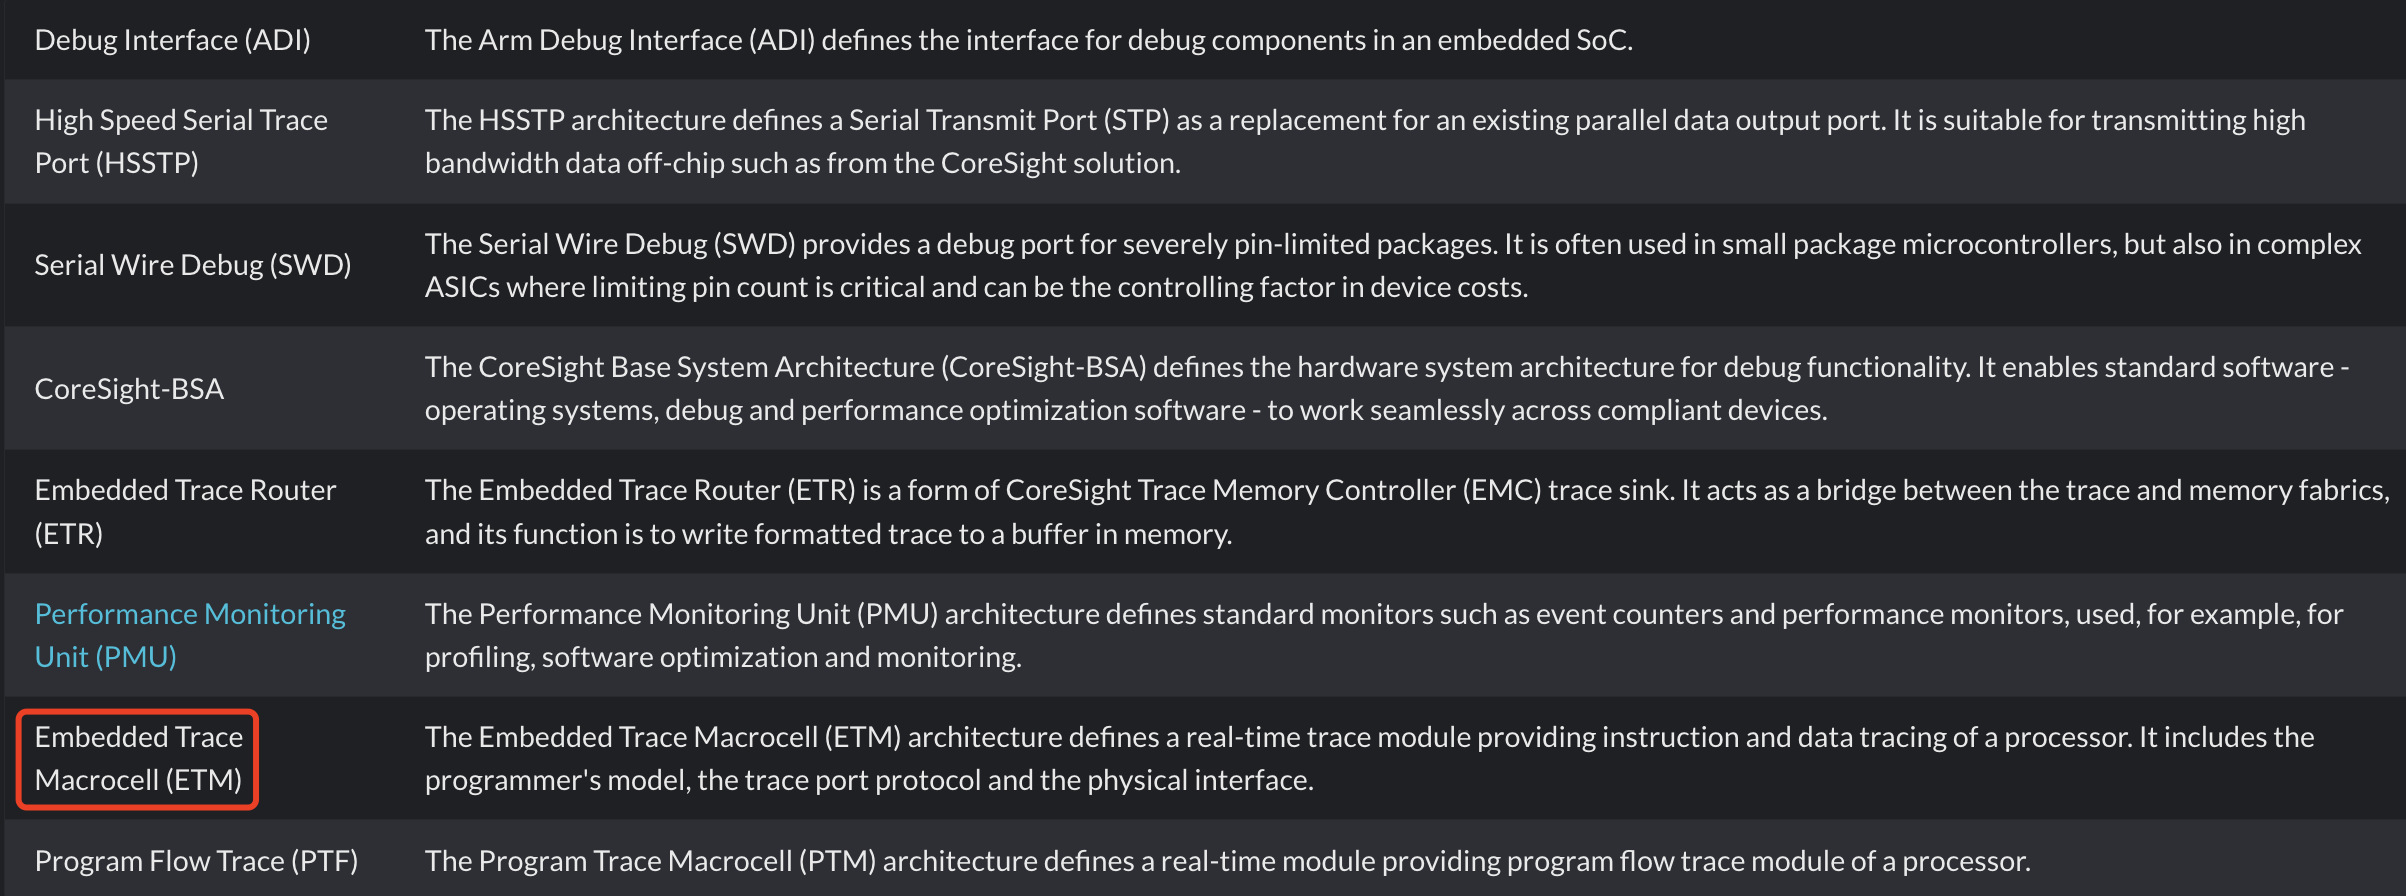 Debug Interface (ADI)
The Arm Debug Interface (ADI) defines the interface for debug components in an embedded SoC.
High Speed Serial Trace
Port (HSSTP)
The HSSTP architecture defines a Serial Transmit Port (STP) as a replacement for an existing parallel data output port. It is suitable for transmitting high
bandwidth data off-chip such as from the CoreSight solution.
Serial Wire Debug (SWD)
The Serial Wire Debug (SWD) provides a debug port for severely pin-limited packages. It is often used in small package microcontrollers, but also in complex
ASICs where limiting pin count is critical and can be the controlling factor in device costs.
CoreSight-BSA
The CoreSight Base System Architecture (CoreSight-BSA) defines the hardware system architecture for debug functionality. It enables standard software -
operating systems, debug and performance optimization software - to work seamlessly across compliant devices.
Embedded Trace Router
(ETR)
The Embedded Trace Router (ETR) is a form of CoreSight Trace Memory Controller (EMC) trace sink. It acts as a bridge between the trace and memory fabrics,
and its function is to write formatted trace to a buffer in memory.
Performance Monitoring
Unit (PMU)
The Performance Monitoring Unit (PMU) architecture defines standard monitors such as event counters and performance monitors, used, for example, for
profiling, software optimization and monitoring.
Embedded Trace
Macrocell (ETM)
The Embedded Trace Macrocell (ETM) architecture defines a real-time trace module providing instruction and data tracing of a processor. It includes the
programmer's model, the trace port protocol and the physical interface.
Program Flow Trace (PTF)
The Program Trace Macrocell (PTM) architecture defines a real-time module providing program flow trace module of a processor.